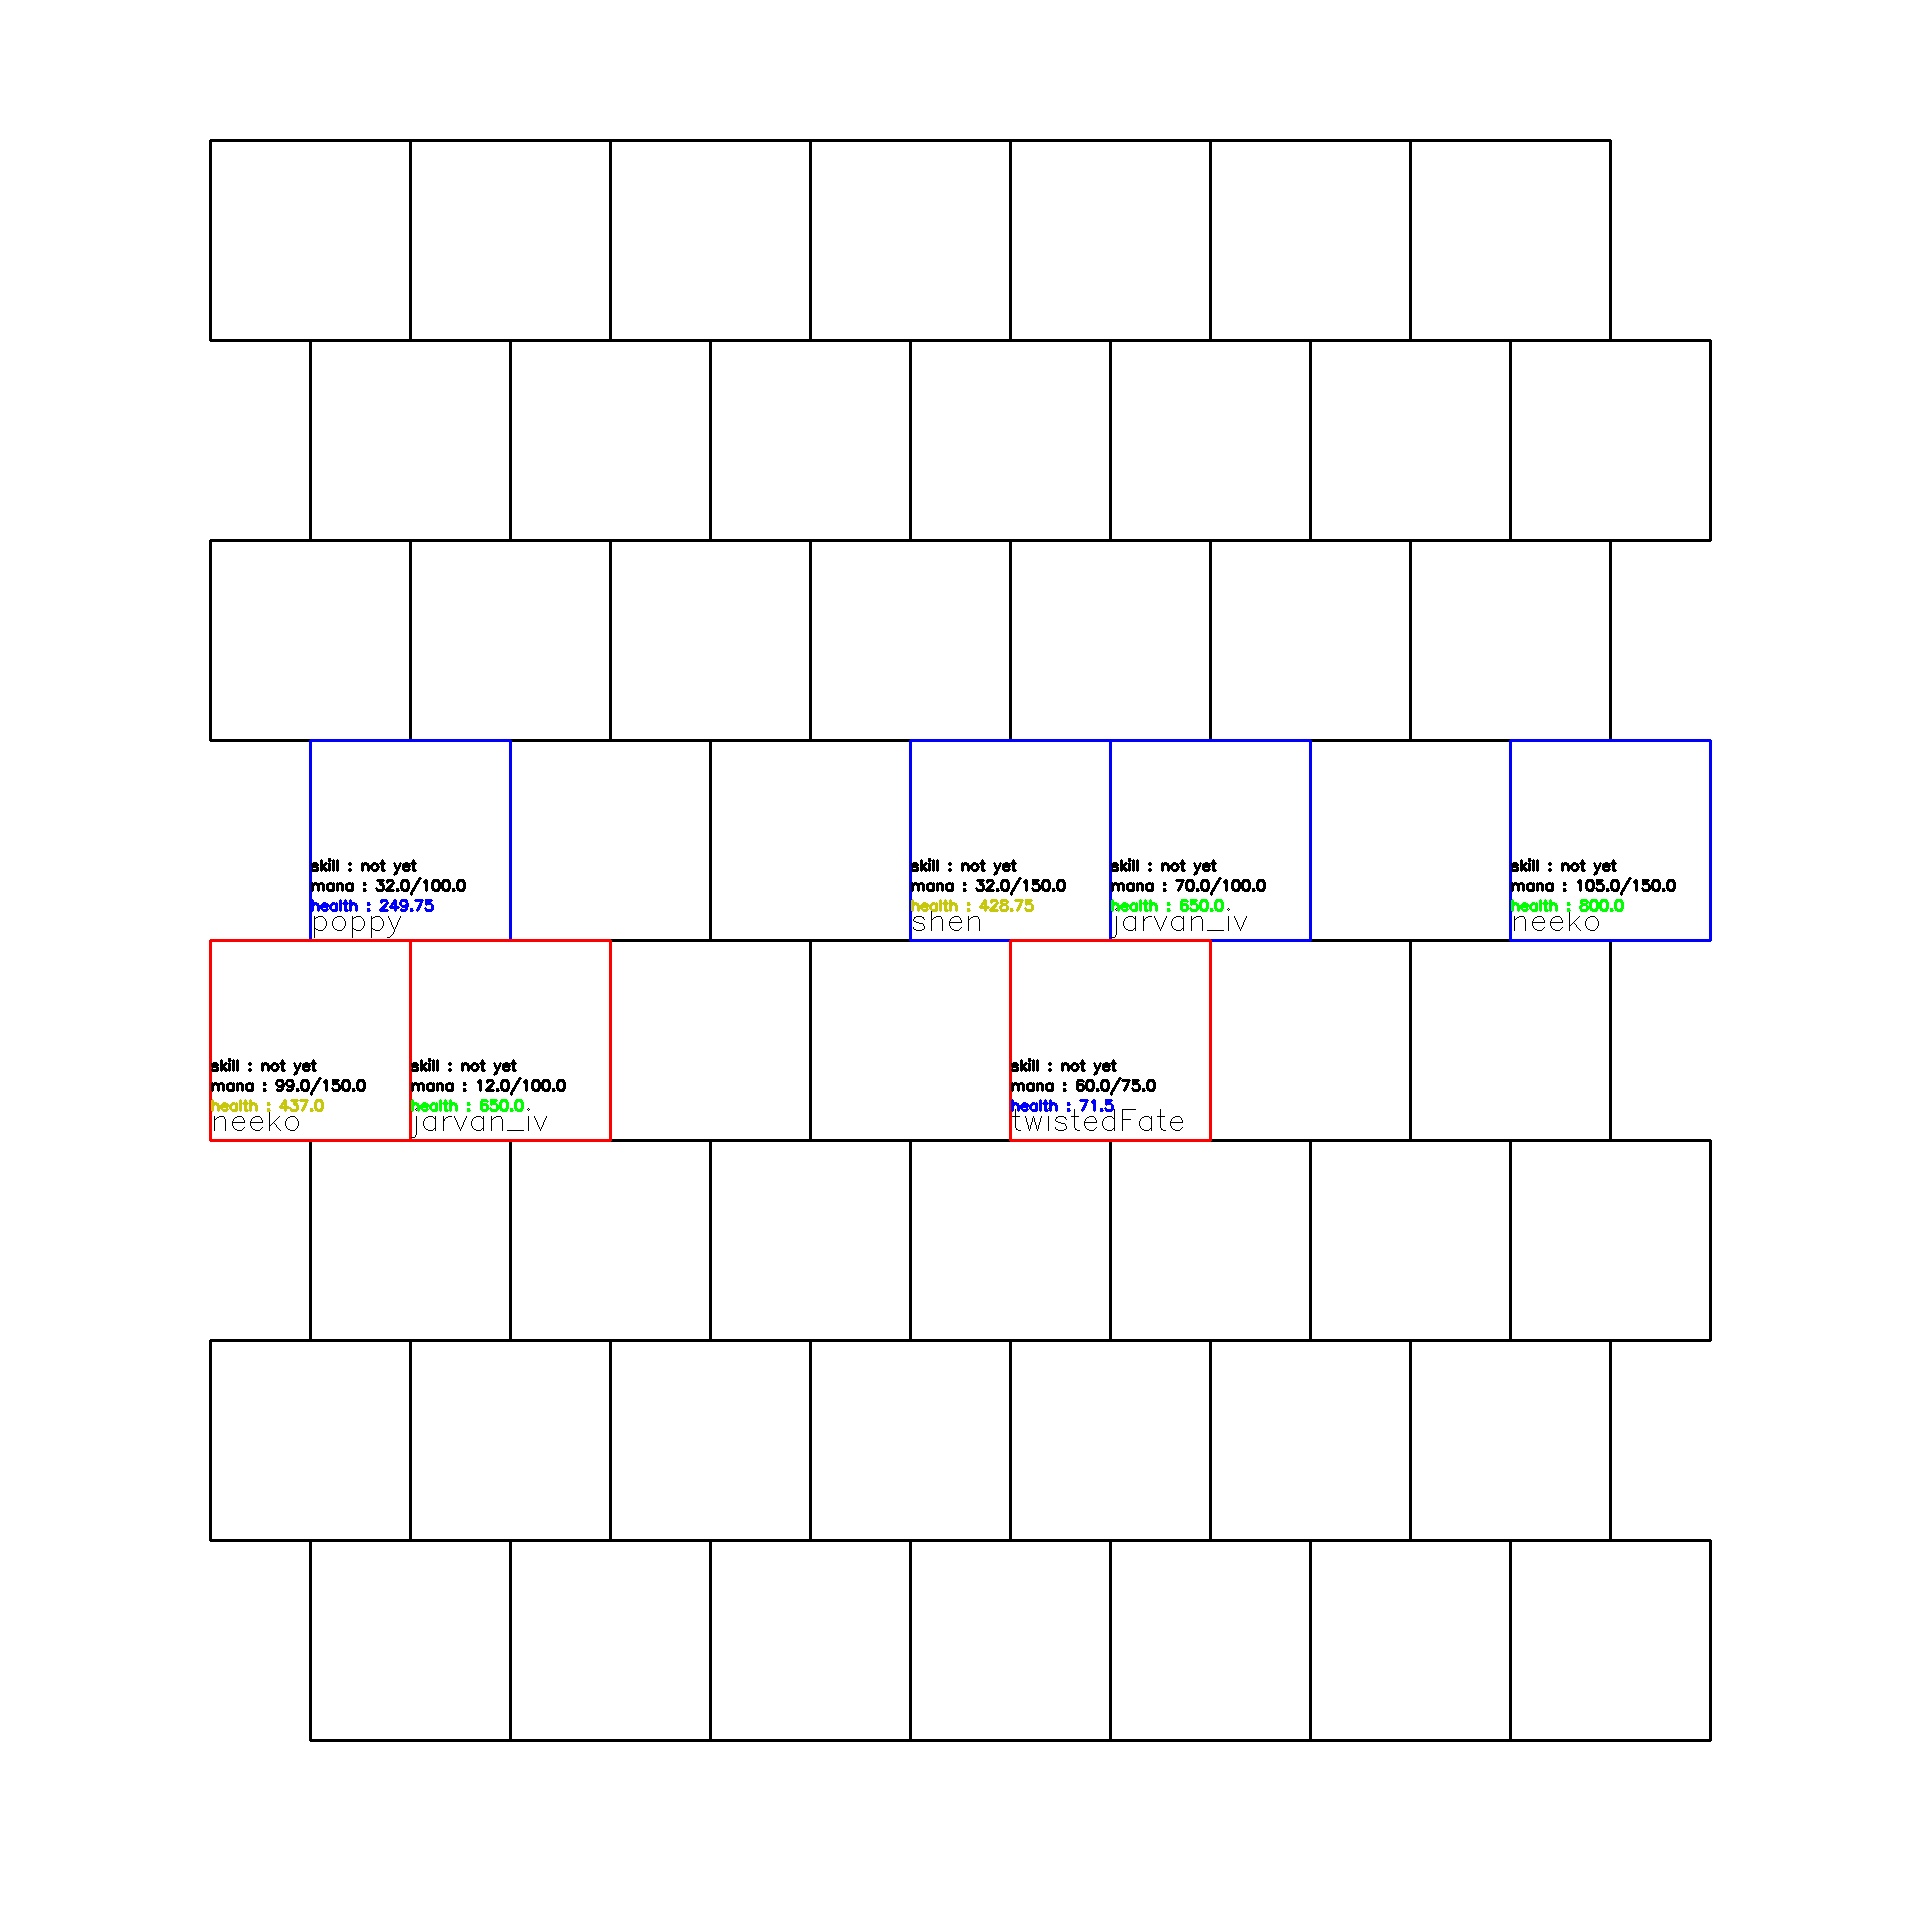 skill : not yet
mana : 32.0/100.0
health : 249.75
poppy
skill : not yet
mana : 32.0/150.0
health : 428.75
shen
skill : not yet
mana : 70.0/100.0
health : 650.0
jarvan_iv
skill : not yet
mana : 105.0/150.0
health : 800.0
neeko
skill : not yet
mana : 99.0/150.0
health : 437.0
neeko
skill : not yet
mana : 12.0/100.0
health : 650.0
jarvan_iv
skill : not yet
mana : 60.0/75.0
health : 71.5
twistedFate